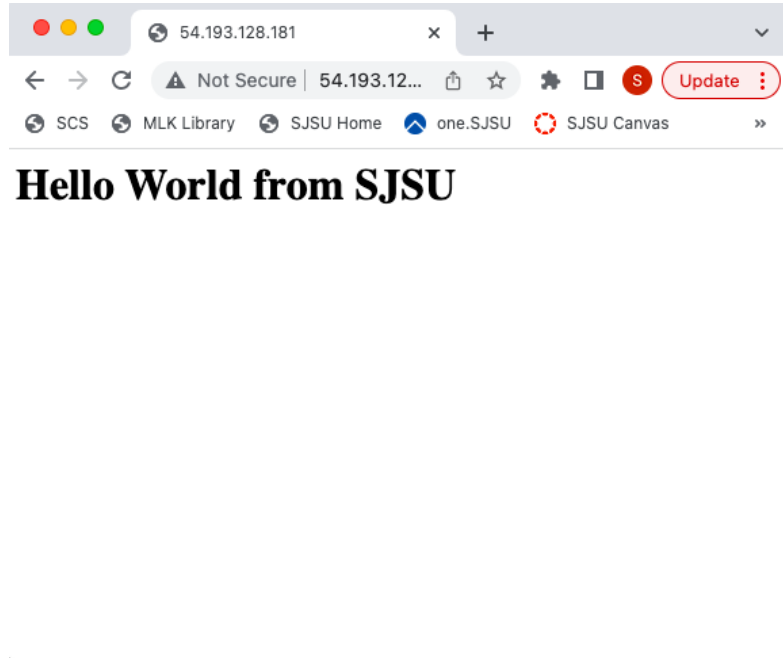 54.193.128.181
Not Secure 54.193.12... S Update
SCS MLK Library SJSU Home one.SJSU SJSU Canvas »
Hello World from SJSU